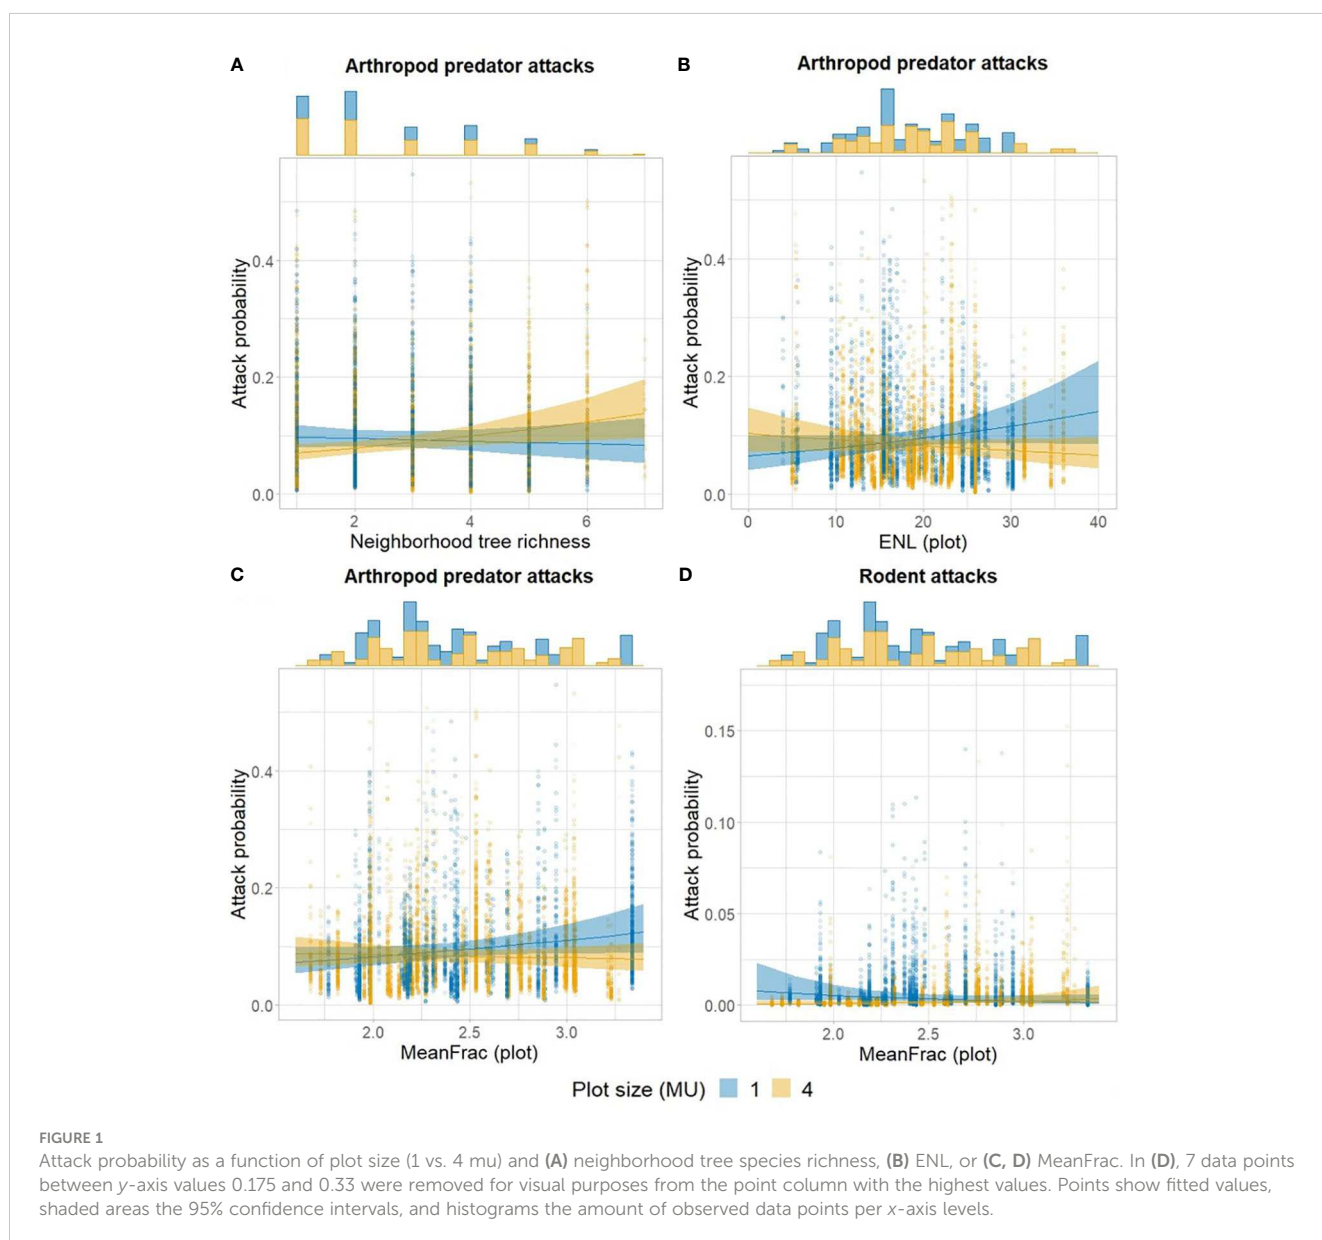 A
Arthropod predator attacks
Attack probability
0.4
0.2
0.0
2
4
6
Neighborhood tree richness
B
Arthropod predator attacks
Attack probability
0.4
0.2
0.0
0
10
20
30
40
ENL (plot)
C
Arthropod predator attacks
Attack probability
0.4
0.2
0.0
2.0
2.5
3.0
MeanFrac (plot)
D
Rodent attacks
Attack probability
0.15
0.10
0.05
0.00
2.0
2.5
3.0
MeanFrac (plot)
Plot size (MU) 1 4
FIGURE 1
Attack probability as a function of plot size (1 vs. 4 mu) and (A) neighborhood tree species richness, (B) ENL, or (C, D) MeanFrac. In (D), 7 data points
between y-axis values 0.175 and 0.33 were removed for visual purposes from the point column with the highest values. Points show fitted values,
shaded areas the 95% confidence intervals, and histograms the amount of observed data points per x-axis levels.